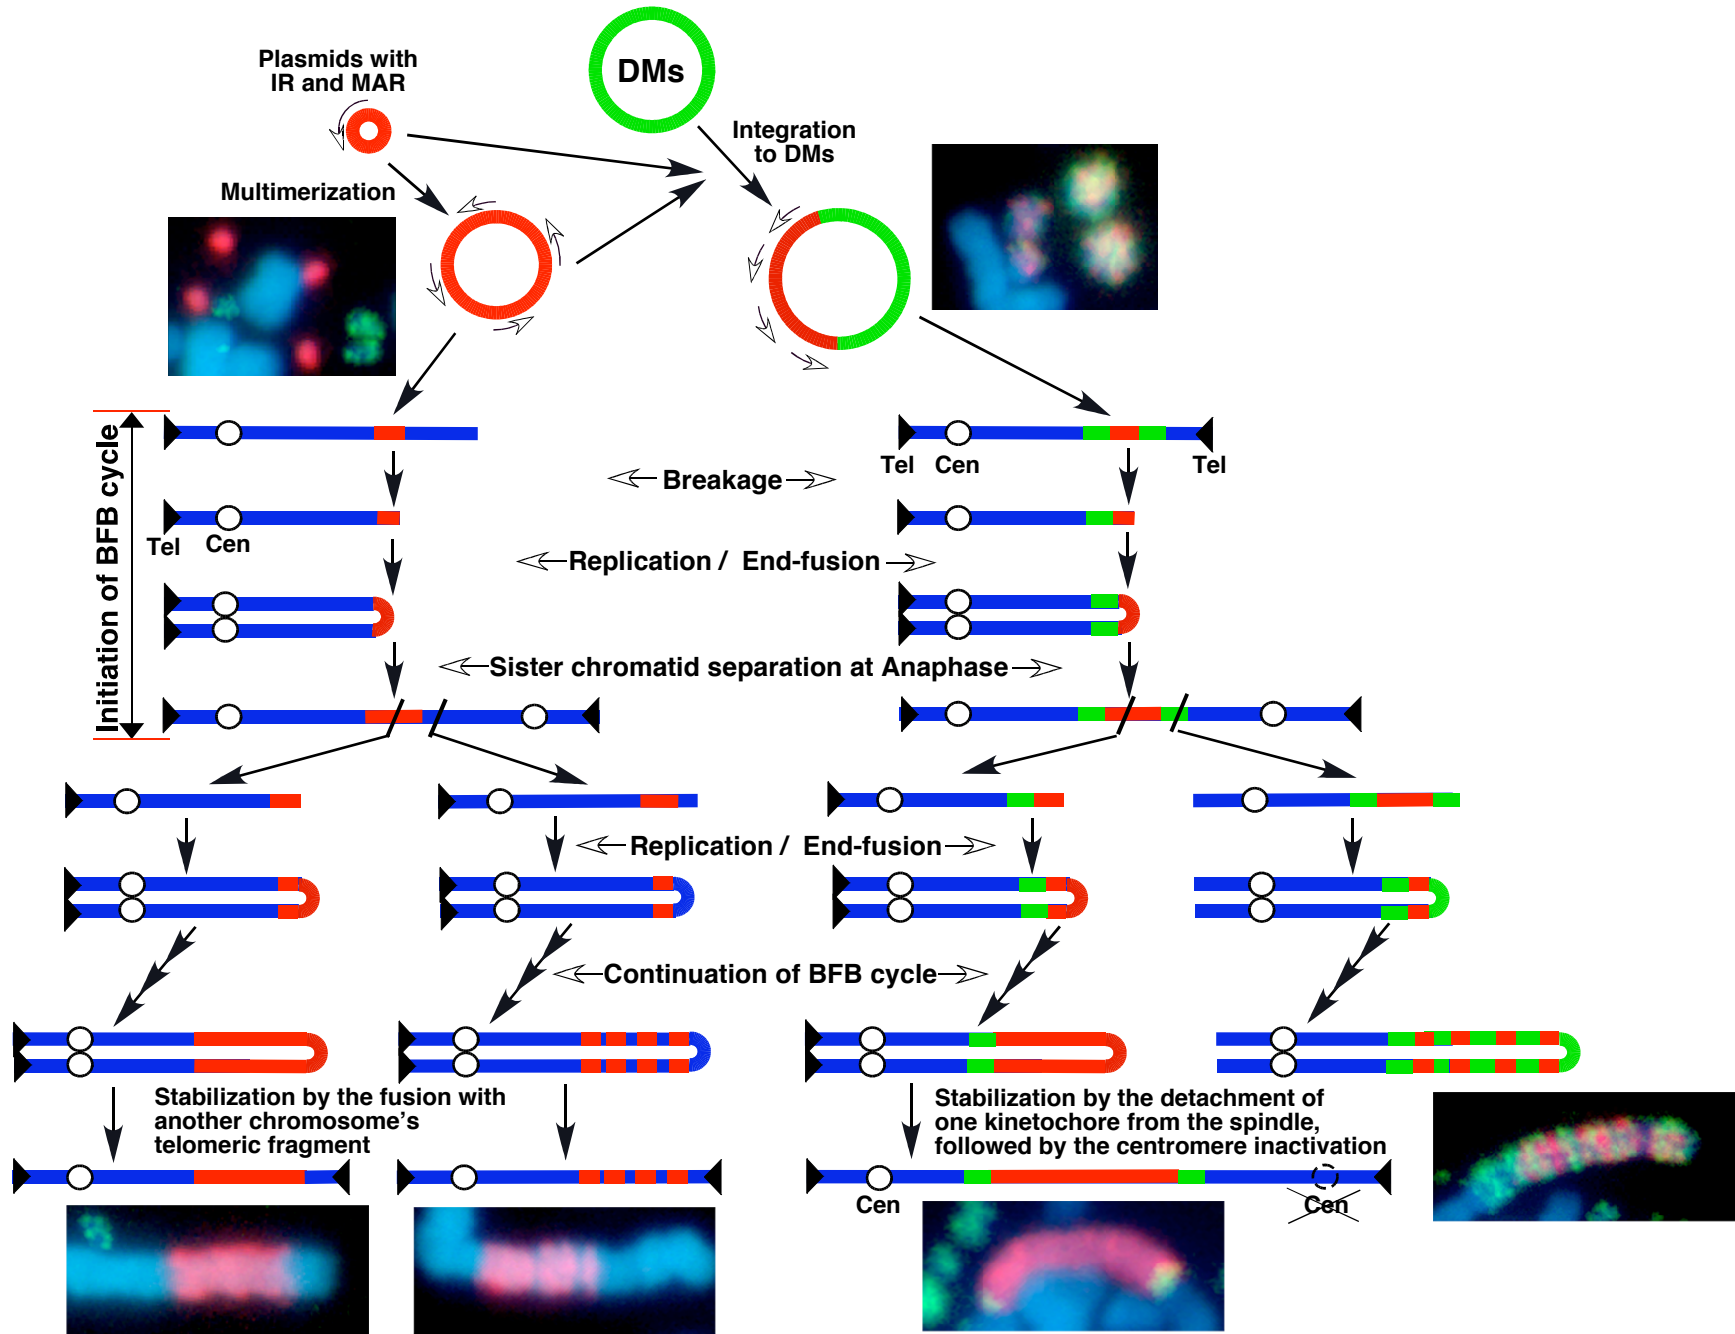 Plasmids with
IR and MAR
DMs
Integration
to DMs
Multimerization
Initiation of BFB cycle
Tel Cen Tel
Breakage
Tel Cen
Replication / End-fusion
Sister chromatid separation at Anaphase
Replication / End-fusion
Continuation of BFB cycle
Stabilization by the fusion with
another chromosome's
telomeric fragment
Stabilization by the detachment of
one kinetochore from the spindle,
followed by the centromere inactivation
Cen
Cen